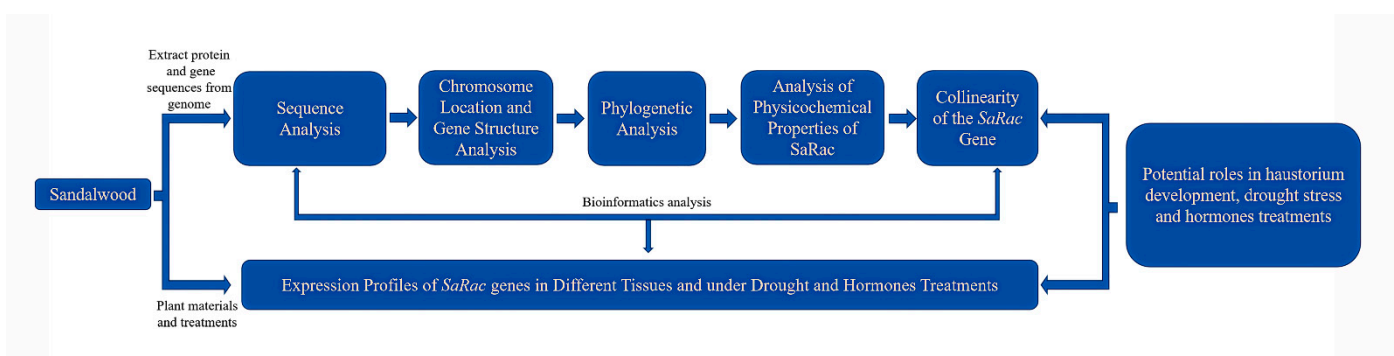 Extract protein
and gene
sequences from
genome
Sequence
Analysis
Chromosome
Location and
Gene Structure
Analysis
Phylogenetic
Analysis
Analysis of
Physicochemical
Properties of
SaRac
Collinearity
of the SaRac
Gene
Sandalwood
Bioinformatics analysis
Potential roles in haustorium
development, drought stress
and hormones treatments
Expression Profiles of SaRac genes in Different Tissues and under Drought and Hormones Treatments
Plant materials
and treatments